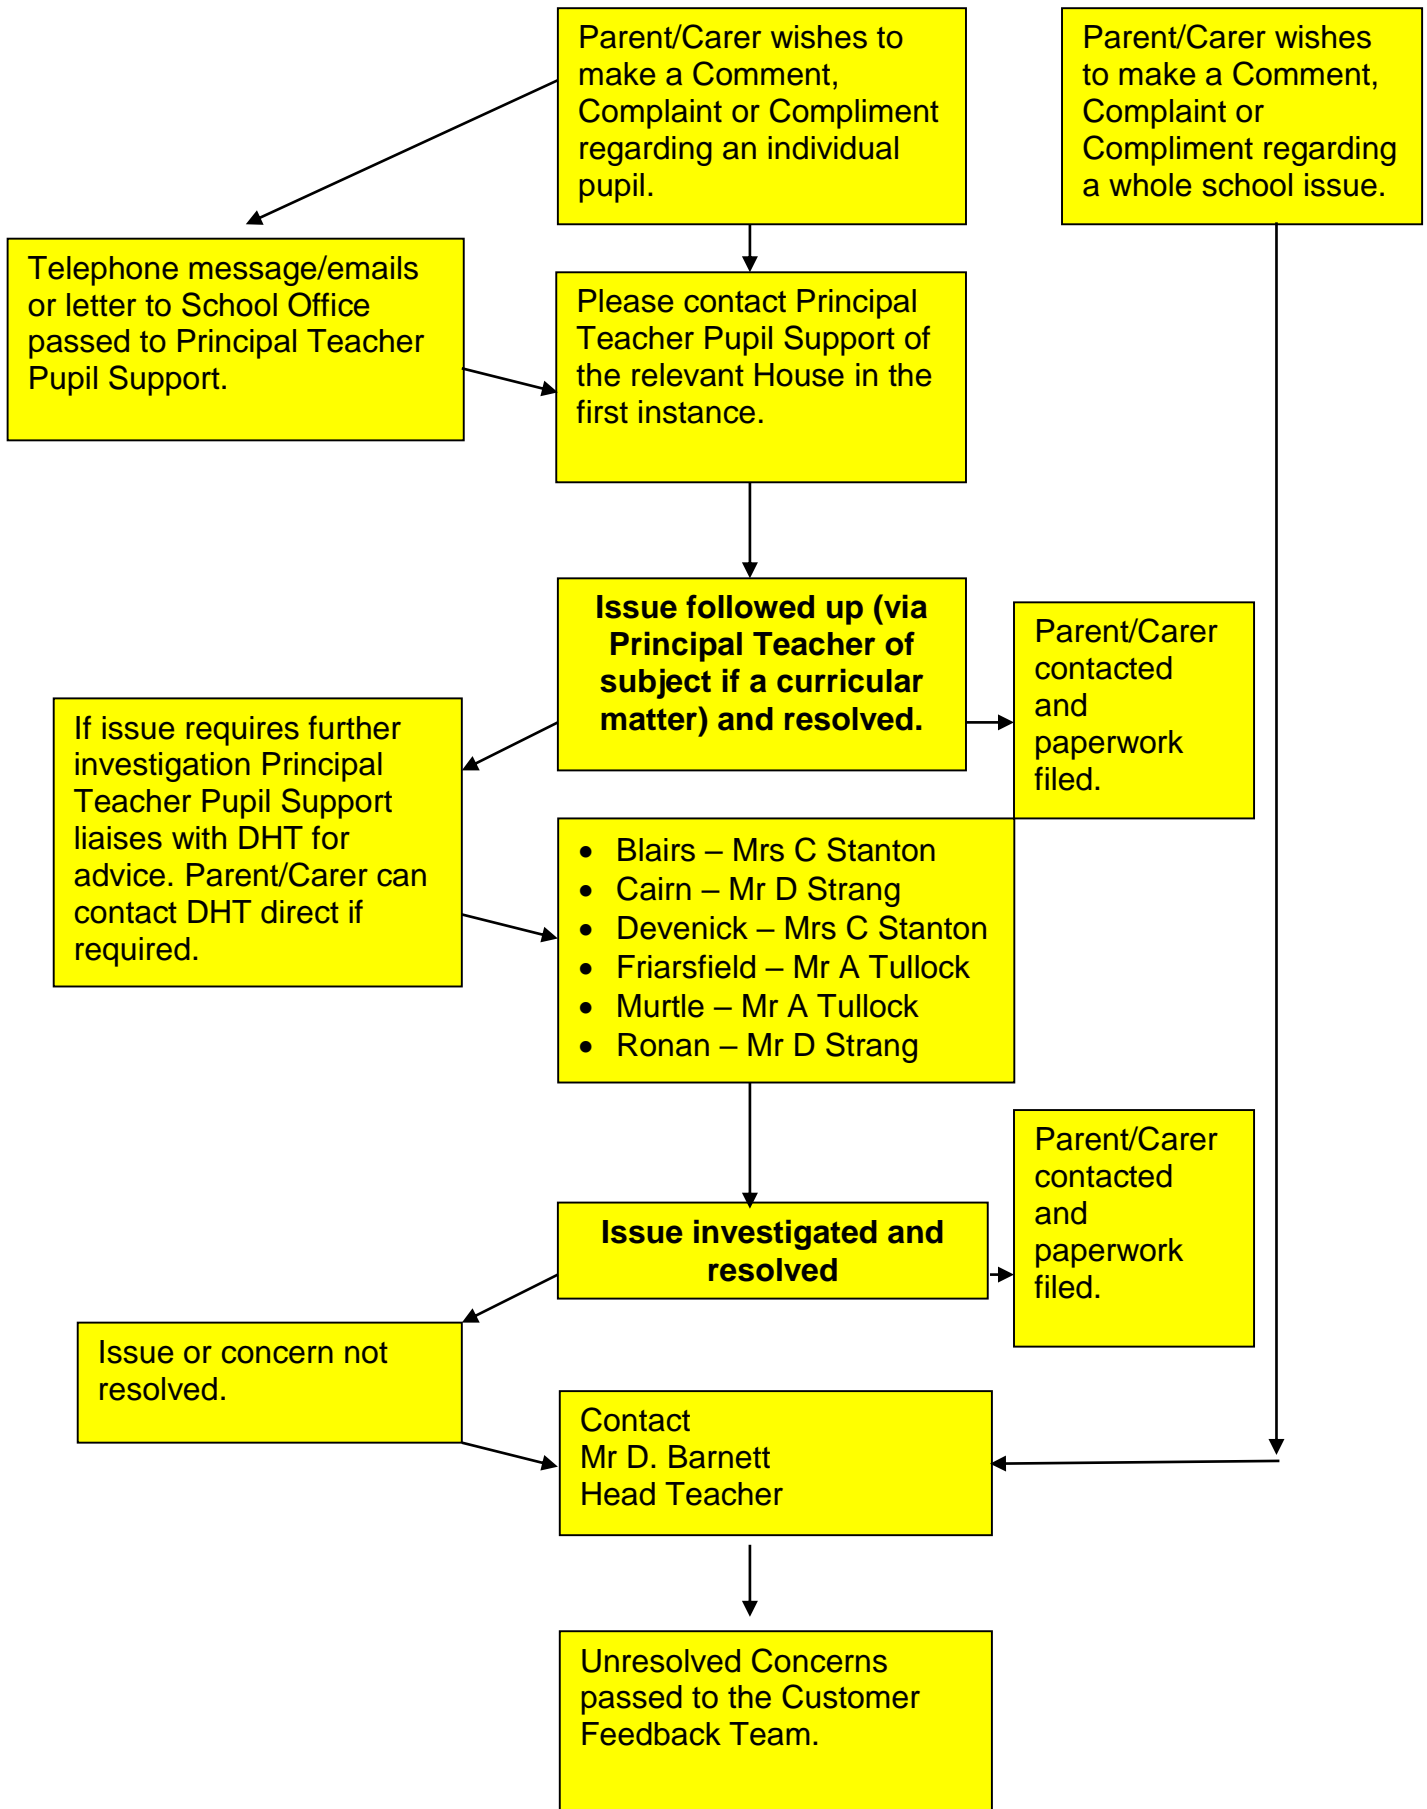 Parent/Carer wishes to
make a Comment,
Complaint or Compliment
regarding an individual
pupil.
Parent/Carer wishes
to make a Comment,
Complaint or
Compliment regarding
a whole school issue.
Telephone message/emails
or letter to School Office
passed to Principal Teacher
Pupil Support.
Please contact Principal
Teacher Pupil Support of
the relevant House in the
first instance.
Issue followed up (via
Principal Teacher of
subject if a curricular
matter) and resolved.
Parent/Carer
contacted
and
paperwork
filed.
If issue requires further
investigation Principal
Teacher Pupil Support
liaises with DHT for
advice. Parent/Carer can
contact DHT direct if
required.
• Blairs – Mrs C Stanton
• Cairn – Mr D Strang
• Devenick – Mrs C Stanton
• Friarsfield – Mr A Tullock
• Murtle – Mr A Tullock
• Ronan – Mr D Strang
Parent/Carer
contacted
and
paperwork
filed.
Issue investigated and
resolved
Issue or concern not
resolved.
Contact
Mr D. Barnett
Head Teacher
Unresolved Concerns
passed to the Customer
Feedback Team.